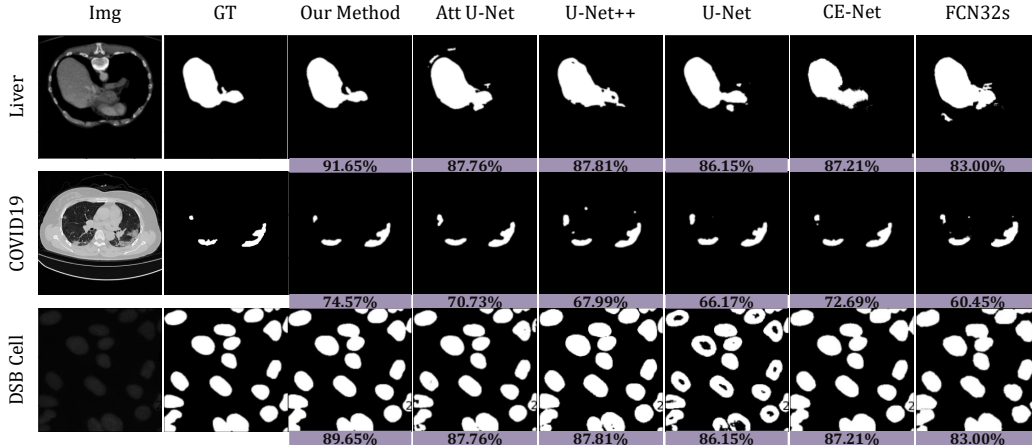 Img GT Our Method Att U-Net U-Net++ U-Net CE-Net FCN32s
Liver
91.65% 87.76% 87.81% 86.15% 87.21% 83.00%
COVID19
74.57% 70.73% 67.99% 66.17% 72.69% 60.45%
DSB Cell
89.65% 87.76% 87.81% 86.15% 87.21% 83.00%